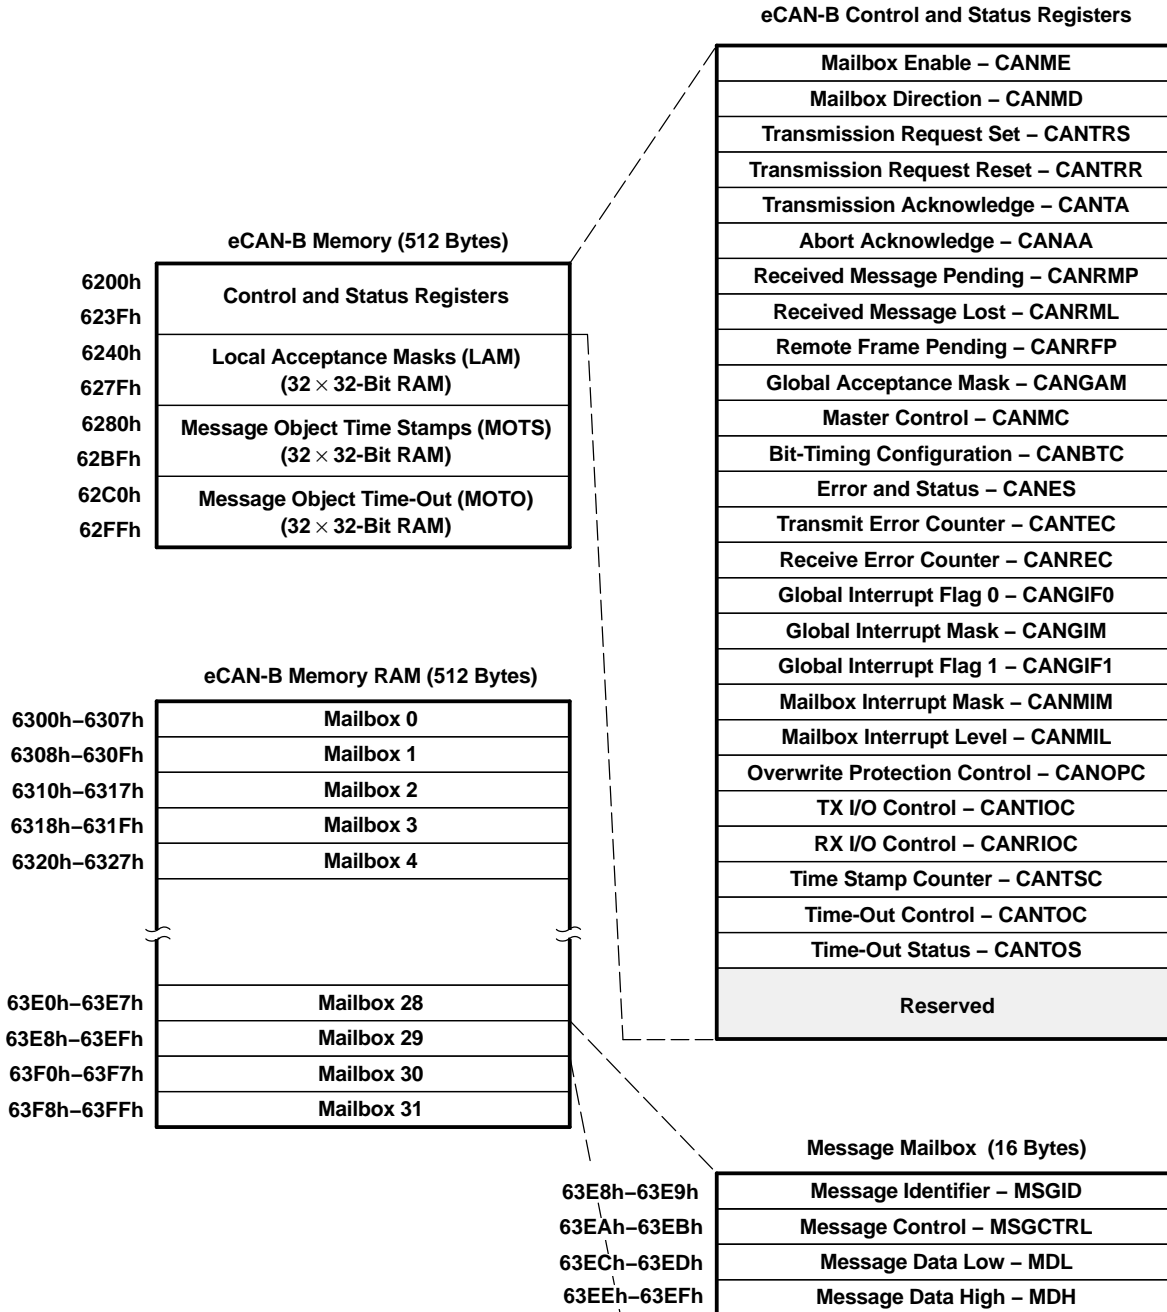 eCAN-B Control and Status Registers
Mailbox Enable – CANME
Mailbox Direction – CANMD
Transmission Request Set – CANTRS
Transmission Request Reset – CANTRR
Transmission Acknowledge – CANTA
Abort Acknowledge – CANAA
Received Message Pending – CANRMP
Received Message Lost – CANRML
Remote Frame Pending – CANRFP
Global Acceptance Mask – CANGAM
Master Control – CANMC
Bit-Timing Configuration – CANBTC
Error and Status – CANES
Transmit Error Counter – CANTEC
Receive Error Counter – CANREC
Global Interrupt Flag 0 – CANGIF0
Global Interrupt Mask – CANGIM
Global Interrupt Flag 1 – CANGIF1
Mailbox Interrupt Mask – CANMIM
Mailbox Interrupt Level – CANMIL
Overwrite Protection Control – CANOPC
TX I/O Control – CANTIOC
RX I/O Control – CANRIOC
Time Stamp Counter – CANTSC
Time-Out Control – CANTOC
Time-Out Status – CANTOS
Reserved
eCAN-B Memory (512 Bytes)
6200h
Control and Status Registers
623Fh
6240h
Local Acceptance Masks (LAM)
(32 × 32-Bit RAM)
627Fh
6280h
Message Object Time Stamps (MOTS)
(32 × 32-Bit RAM)
62BFh
62C0h
Message Object Time-Out (MOTO)
(32 × 32-Bit RAM)
62FFh
eCAN-B Memory RAM (512 Bytes)
6300h–6307h Mailbox 0
6308h–630Fh Mailbox 1
6310h–6317h Mailbox 2
6318h–631Fh Mailbox 3
6320h–6327h Mailbox 4
63E0h–63E7h Mailbox 28
63E8h–63EFh Mailbox 29
63F0h–63F7h Mailbox 30
63F8h–63FFh Mailbox 31
Message Mailbox (16 Bytes)
63E8h–63E9h Message Identifier – MSGID
63EAh–63EBh Message Control – MSGCTRL
63ECh–63EDh Message Data Low – MDL
63EEh–63EFh Message Data High – MDH